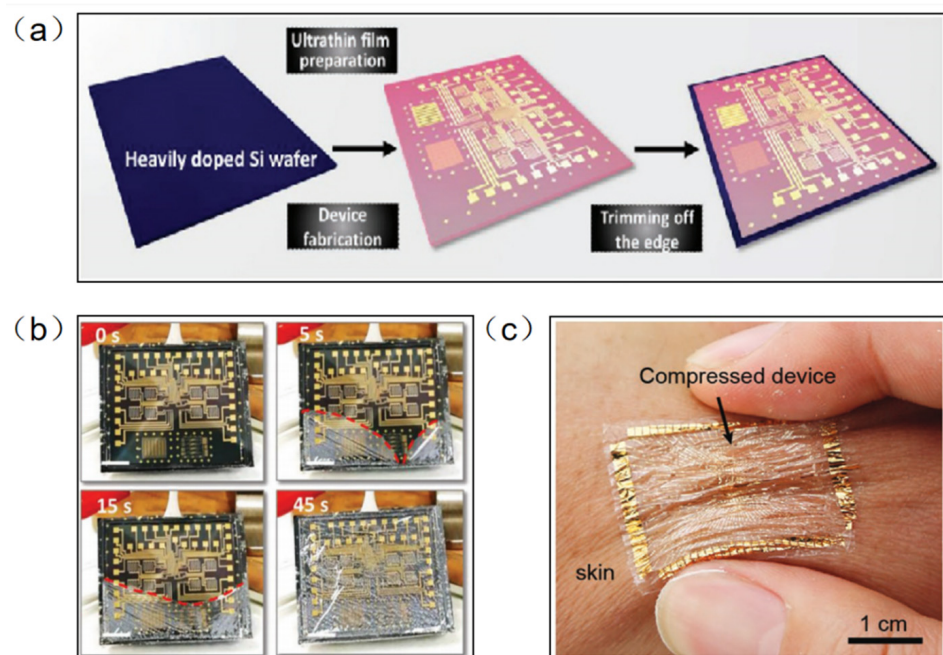 (a)
Ultrathin film
preparation
Heavily doped Si wafer
Device
fabrication
Trimming off
the edge
(b)
0 s
5 s
15 s
45 s
(c)
Compressed device
skin
1 cm